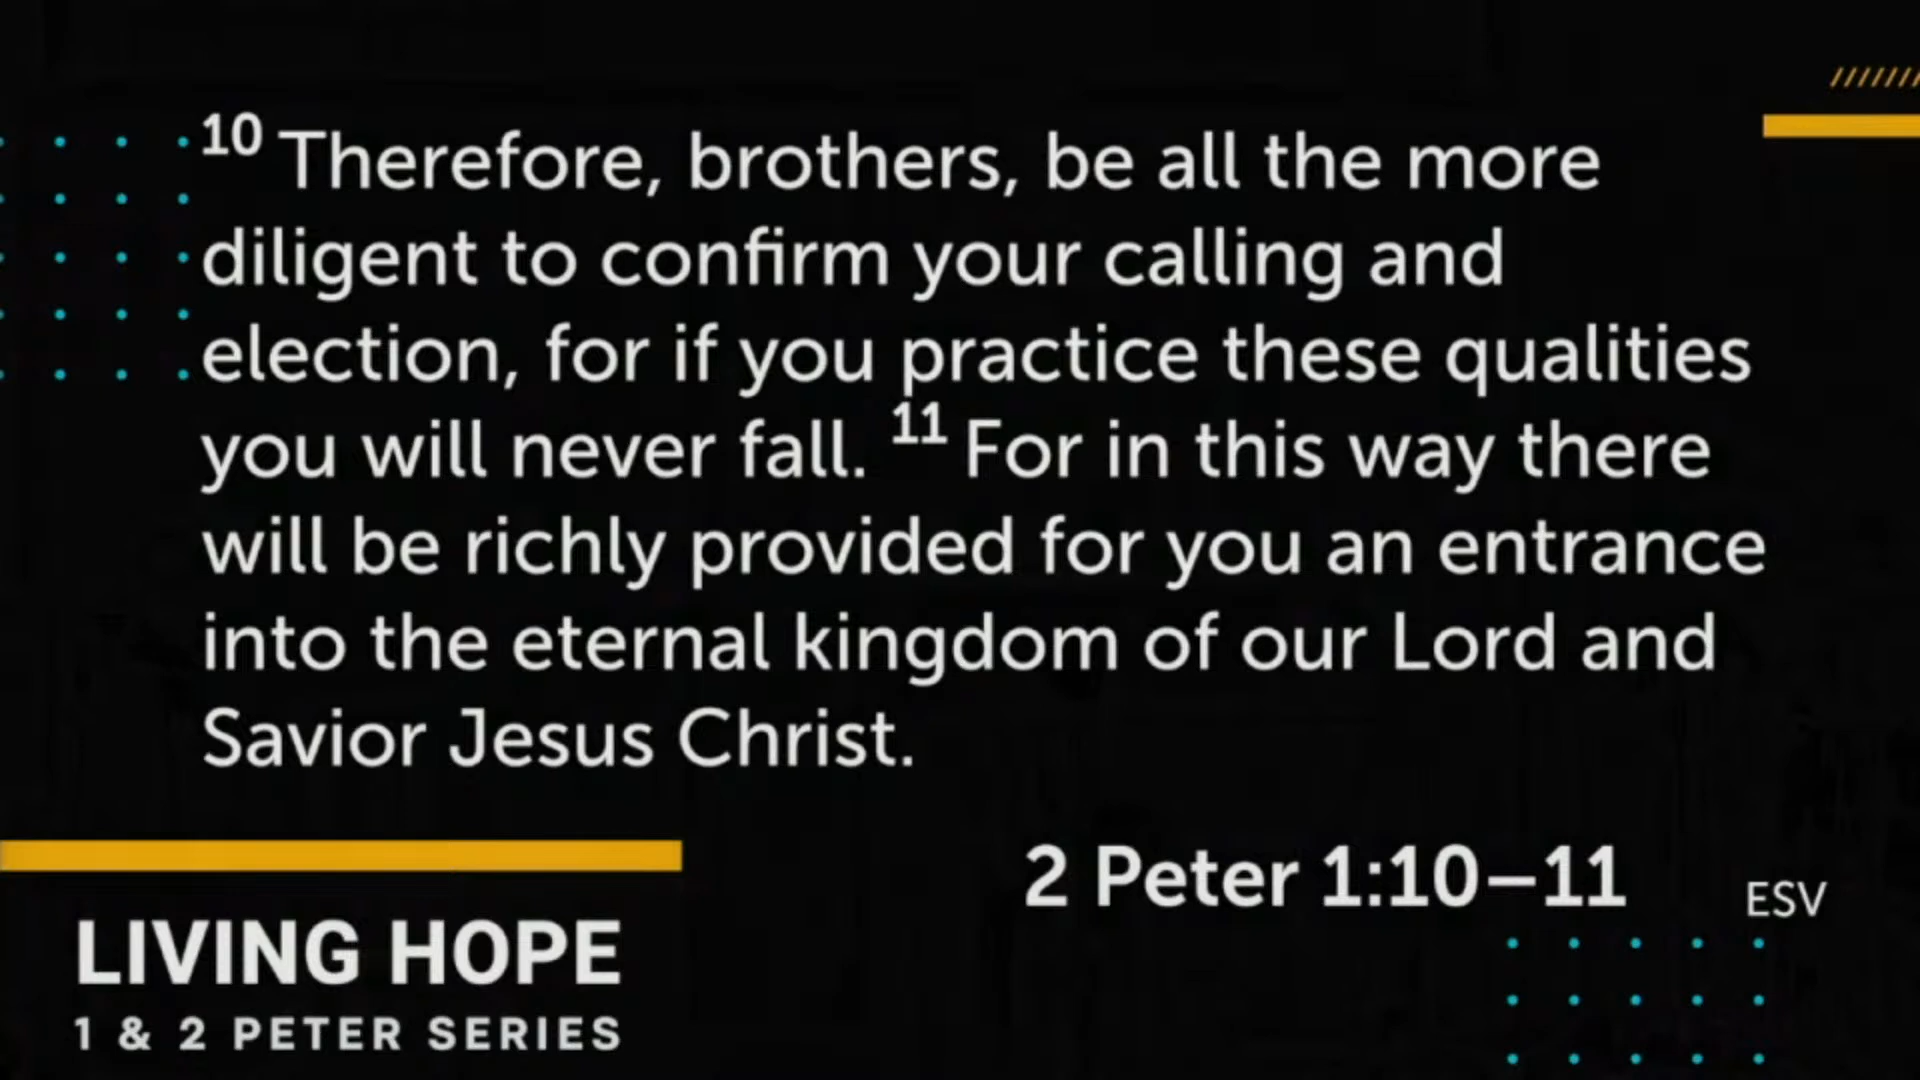 10 Therefore, brothers, be all the more
diligent to confirm your calling and
election, for if you practice these qualities
you will never fall. 11 For in this way there
will be richly provided for you an entrance
into the eternal kingdom of our Lord and
Savior Jesus Christ.
2 Peter 1:10–11 ESV
LIVING HOPE
1 & 2 PETER SERIES